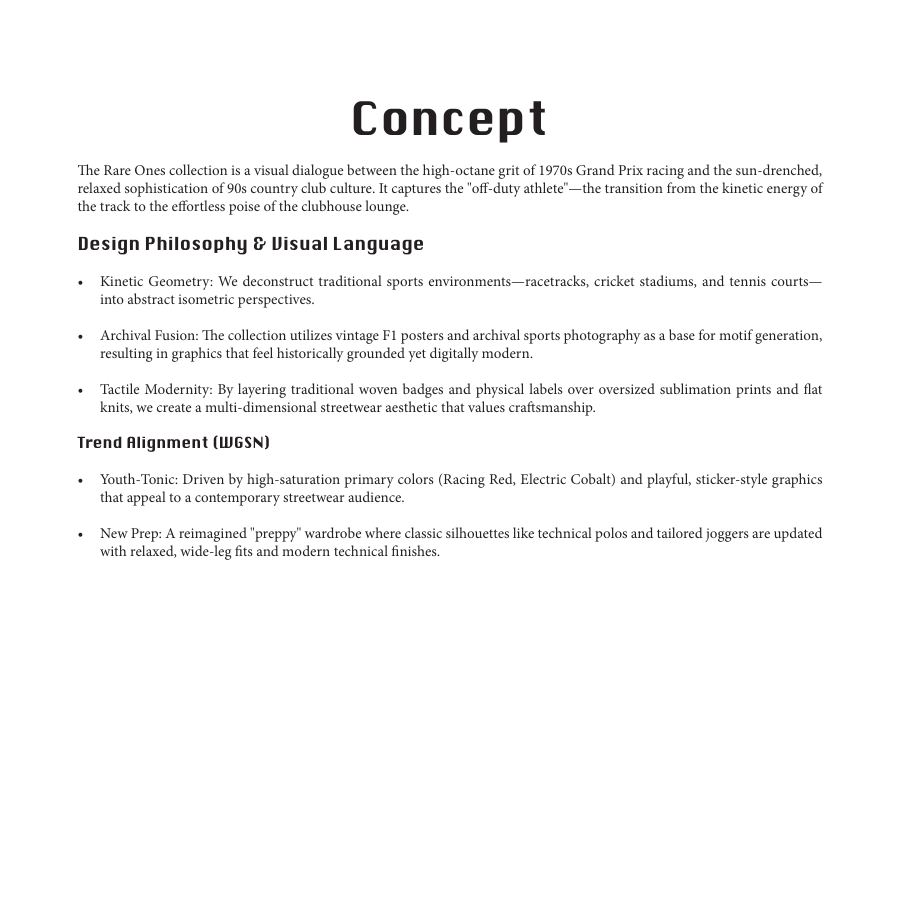 Concept
The Rare Ones collection is a visual dialogue between the high-octane grit of 1970s Grand Prix racing and the sun-drenched,
relaxed sophistication of 90s country club culture. It captures the "off-duty athlete"—the transition from the kinetic energy of
the track to the effortless poise of the clubhouse lounge.
Design Philosophy & Visual Language
• Kinetic Geometry: We deconstruct traditional sports environments—racetracks, cricket stadiums, and tennis courts—
into abstract isometric perspectives.
• Archival Fusion: The collection utilizes vintage F1 posters and archival sports photography as a base for motif generation,
resulting in graphics that feel historically grounded yet digitally modern.
• Tactile Modernity: By layering traditional woven badges and physical labels over oversized sublimation prints and flat
knits, we create a multi-dimensional streetwear aesthetic that values craftsmanship.
Trend Alignment (WGSN)
• Youth-Tonic: Driven by high-saturation primary colors (Racing Red, Electric Cobalt) and playful, sticker-style graphics
that appeal to a contemporary streetwear audience.
• New Prep: A reimagined "preppy" wardrobe where classic silhouettes like technical polos and tailored joggers are updated
with relaxed, wide-leg fits and modern technical finishes.